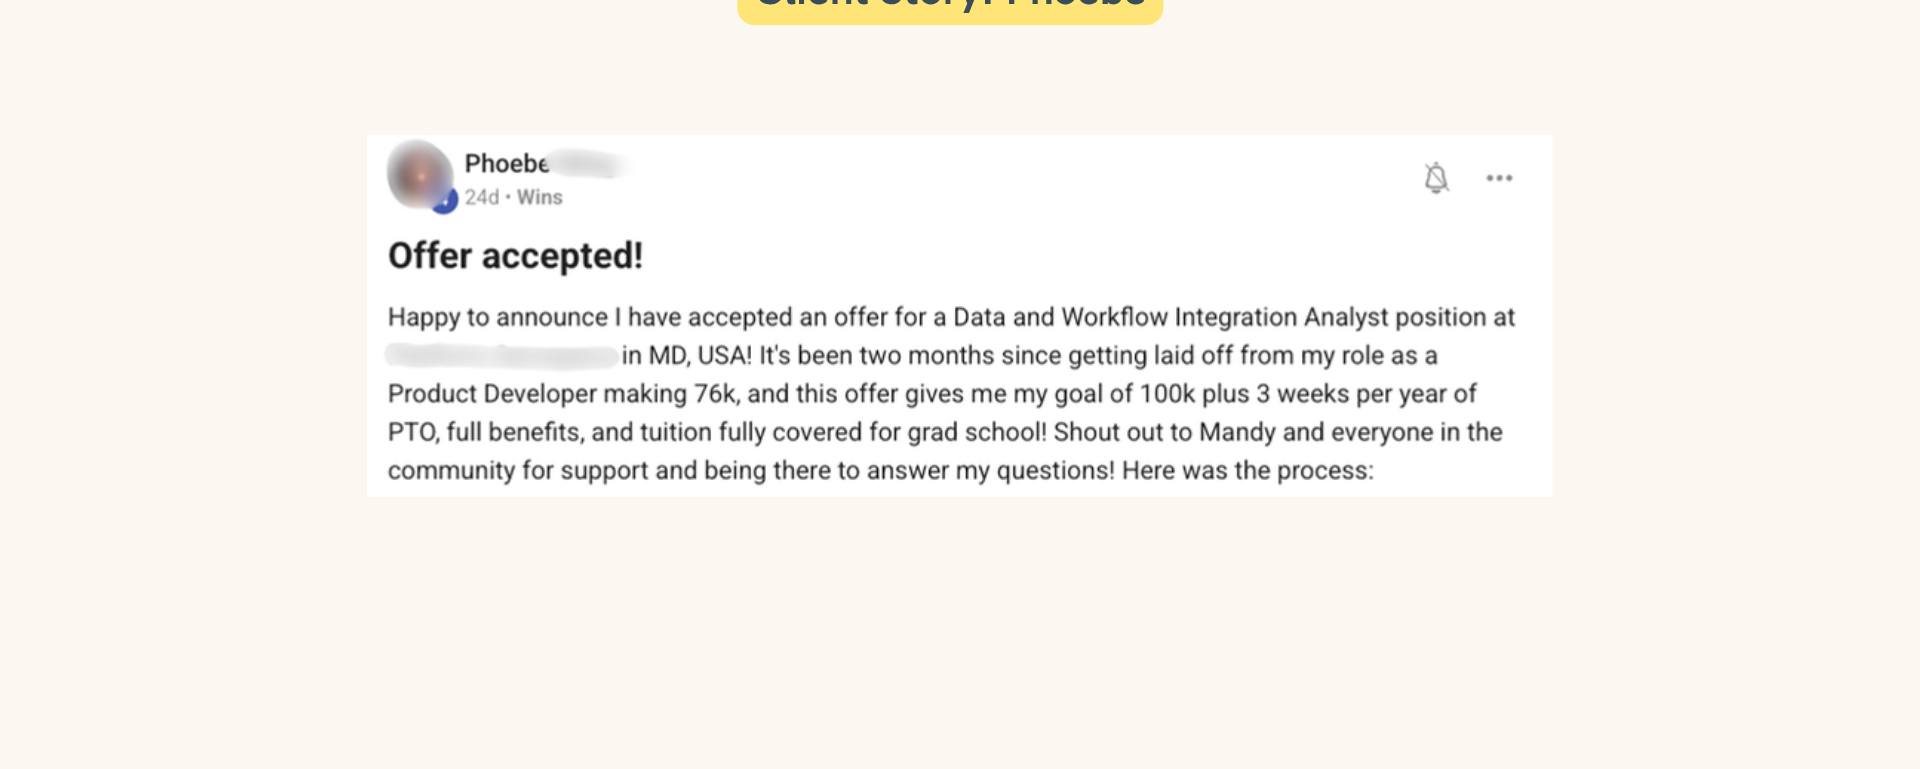 Client Story: Phoebe
Phoebe
24d • Wins
Offer accepted!
Happy to announce I have accepted an offer for a Data and Workflow Integration Analyst position at
in MD, USA! It's been two months since getting laid off from my role as a
Product Developer making 76k, and this offer gives me my goal of 100k plus 3 weeks per year of
PTO, full benefits, and tuition fully covered for grad school! Shout out to Mandy and everyone in the
community for support and being there to answer my questions! Here was the process: